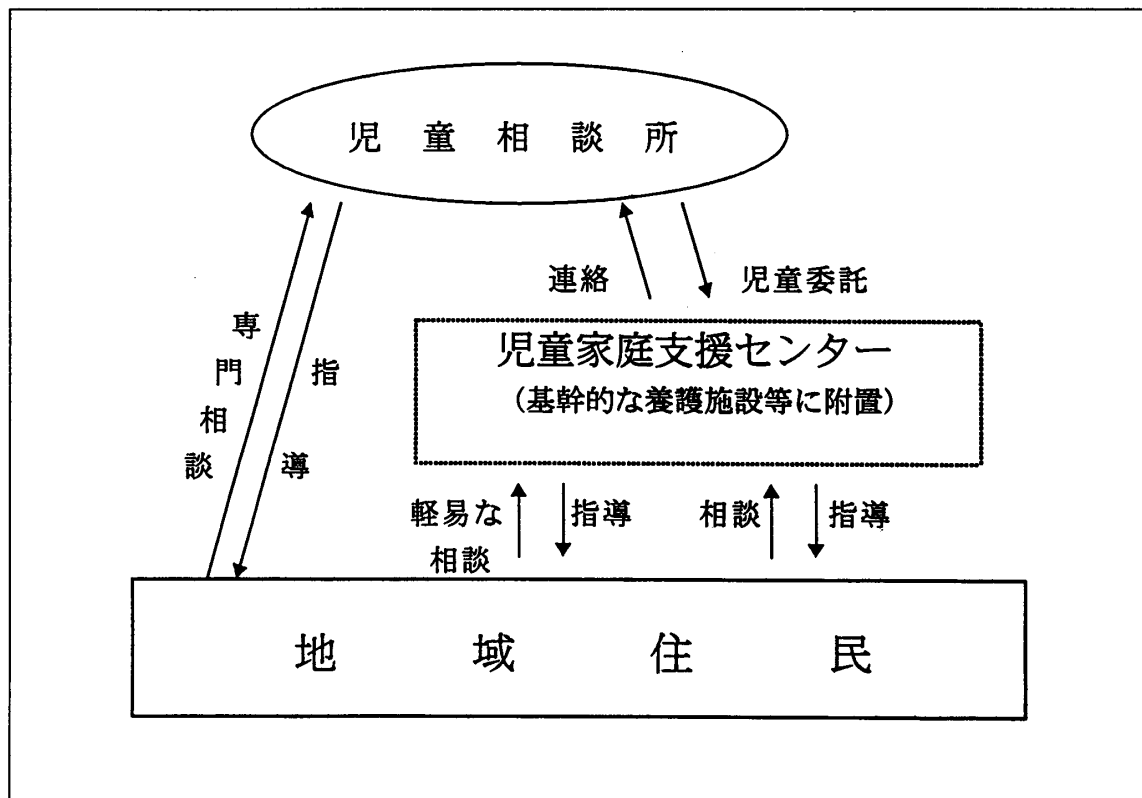 児童相談所
連絡
児童委託
専門相談
指導
児童家庭支援センター
(基幹的な養護施設等に附置)
軽易な
相談
指導
相談
指導
地域住民